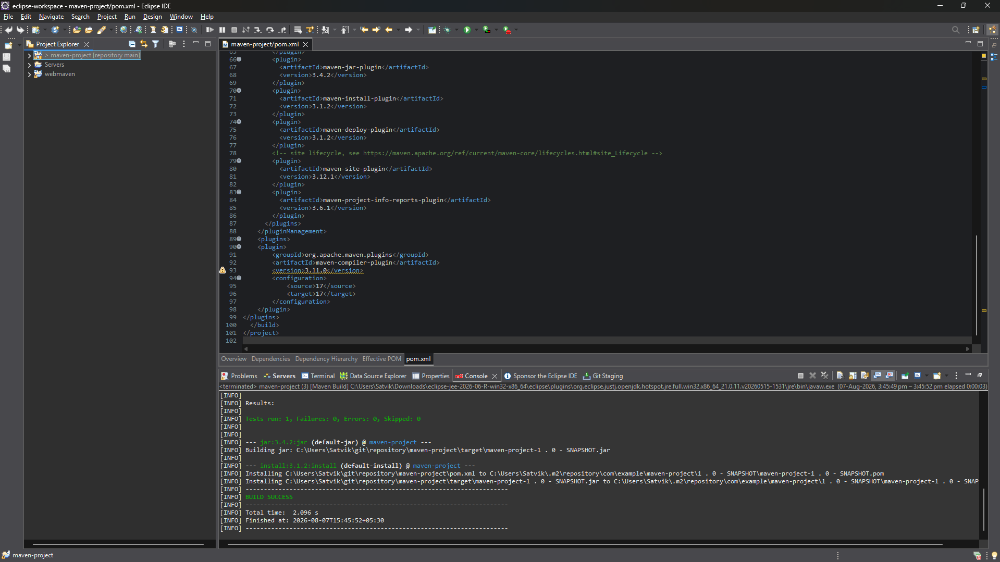 eclipse-workspace - maven-project/pom.xml - Eclipse IDE
File Edit Navigate Search Project Run Design Window Help
Project Explorer
maven-project/pom.xml
> maven-project [repository main]
Servers
webmaven
65 </plugin>
66 <plugin>
67 <artifactId>maven-jar-plugin</artifactId>
68 <version>3.4.2</version>
69 </plugin>
70 <plugin>
71 <artifactId>maven-install-plugin</artifactId>
72 <version>3.1.2</version>
73 </plugin>
74 <plugin>
75 <artifactId>maven-deploy-plugin</artifactId>
76 <version>3.1.2</version>
77 </plugin>
78 <!-- site lifecycle, see https://maven.apache.org/ref/current/maven-core/lifecycles.html#site_Lifecycle -->
79 <plugin>
80 <artifactId>maven-site-plugin</artifactId>
81 <version>3.12.1</version>
82 </plugin>
83 <plugin>
84 <artifactId>maven-project-info-reports-plugin</artifactId>
85 <version>3.6.1</version>
86 </plugin>
87 </plugins>
88 </pluginManagement>
89 <plugins>
90 <plugin>
91 <groupId>org.apache.maven.plugins</groupId>
92 <artifactId>maven-compiler-plugin</artifactId>
93 <version>3.11.0</version>
94 <configuration>
95 <source>17</source>
96 <target>17</target>
97 </configuration>
98 </plugin>
99 </plugins>
100 </build>
101 </project>
102
Overview Dependencies Dependency Hierarchy Effective POM pom.xml
Problems Servers Terminal Data Source Explorer Properties Console Sponsor the Eclipse IDE Git Staging
<terminated> maven-project (3) [Maven Build] C:\Users\Satvik\Downloads\eclipse-jee-2026-06-R-win32-x86_64\eclipse\plugins\org.eclipse.justj.openjdk.hotspot.jre.full.win32.x86_64_21.0.11.v20260515-1531\jre\bin\javaw.exe (07-Aug-2026, 3:45:49 pm – 3:45:52 pm elapsed 0:00:03)
[INFO]
[INFO] Results:
[INFO]
[INFO] Tests run: 1, Failures: 0, Errors: 0, Skipped: 0
[INFO]
[INFO]
[INFO] --- jar:3.4.2:jar (default-jar) @ maven-project ---
[INFO] Building jar: C:\Users\Satvik\git\repository\maven-project\target\maven-project-1 . 0 - SNAPSHOT.jar
[INFO]
[INFO] --- install:3.1.2:install (default-install) @ maven-project ---
[INFO] Installing C:\Users\Satvik\git\repository\maven-project\pom.xml to C:\Users\Satvik\.m2\repository\com\example\maven-project\1 . 0 - SNAPSHOT\maven-project-1 . 0 - SNAPSHOT.pom
[INFO] Installing C:\Users\Satvik\git\repository\maven-project\target\maven-project-1 . 0 - SNAPSHOT.jar to C:\Users\Satvik\.m2\repository\com\example\maven-project\1 . 0 - SNAPSHOT\maven-project-1 . 0 - SNAP
[INFO] ------------------------------------------------------------------------
[INFO] BUILD SUCCESS
[INFO] ------------------------------------------------------------------------
[INFO] Total time:  2.096 s
[INFO] Finished at: 2026-08-07T15:45:52+05:30
[INFO] ------------------------------------------------------------------------
maven-project